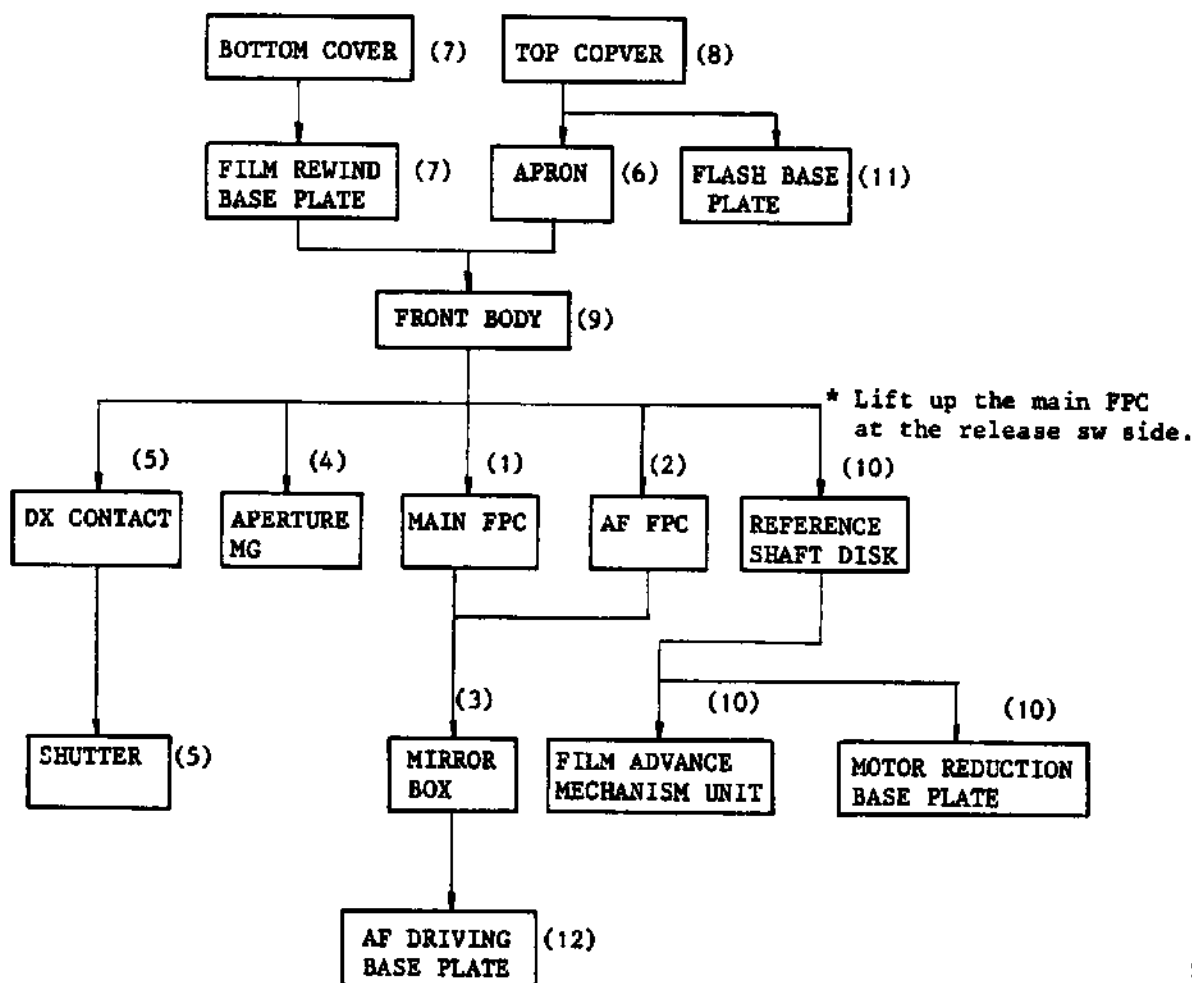 BOTTOM COVER (7)
TOP COPVER (8)
FILM REWIND
BASE PLATE
(7)
APRON (6)
FLASH BASE
PLATE
(11)
FRONT BODY (9)
* Lift up the main FPC
at the release sw side.
(5)
DX CONTACT
(4)
APERTURE
MG
(1)
MAIN FPC
(2)
AF FPC
(10)
REFERENCE
SHAFT DISK
SHUTTER (5)
(3)
MIRROR
BOX
(10)
FILM ADVANCE
MECHANISM UNIT
(10)
MOTOR REDUCTION
BASE PLATE
AF DRIVING
BASE PLATE
(12)